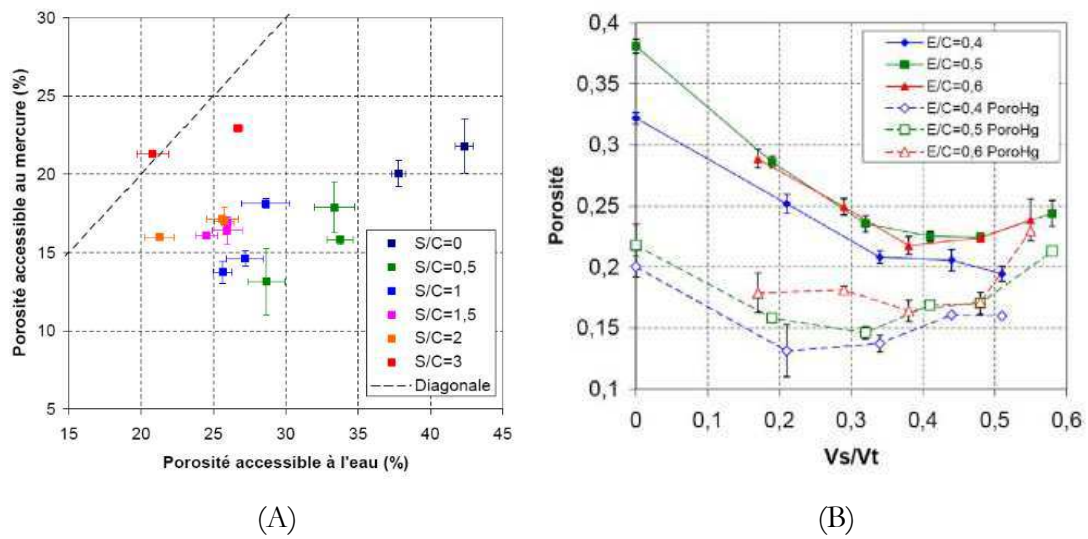 30
25
20
15
10
5
15 20 25 30 35 40 45
Porosité accessible au mercure (%)
Porosité accessible à l'eau (%)
S/C=0
S/C=0,5
S/C=1
S/C=1,5
S/C=2
S/C=3
Diagonale
(A)
0,4
0,35
0,3
0,25
0,2
0,15
0,1
0 0,1 0,2 0,3 0,4 0,5 0,6
Porosité
Vs/Vt
E/C=0,4
E/C=0,5
E/C=0,6
E/C=0,4 PoroHg
E/C=0,5 PoroHg
E/C=0,6 PoroHg
(B)